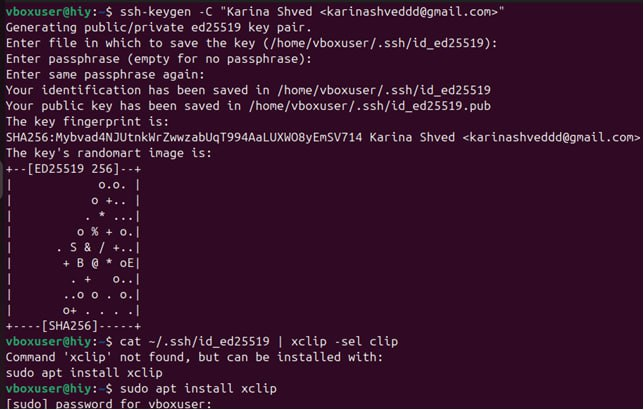 vboxuser@hiy:~$ ssh-keygen -C "Karina Shved <karinashveddd@gmail.com>"
Generating public/private ed25519 key pair.
Enter file in which to save the key (/home/vboxuser/.ssh/id_ed25519):
Enter passphrase (empty for no passphrase):
Enter same passphrase again:
Your identification has been saved in /home/vboxuser/.ssh/id_ed25519
Your public key has been saved in /home/vboxuser/.ssh/id_ed25519.pub
The key fingerprint is:
SHA256:Mybvad4NJUtnkWrZwwzabUqT994AaLUXWO8yEmSV714 Karina Shved <karinashveddd@gmail.com>
The key's randomart image is:
+--[ED25519 256]--+
|            o.o. |
|           o +.. |
|          . * ...|
|         o % + o.|
|      . S & / +..|
|       + B @ * oE|
|        . +   o..|
|       ..o o . o.|
|       o+ . . . .|
+----[SHA256]-----+
vboxuser@hiy:~$ cat ~/.ssh/id_ed25519 | xclip -sel clip
Command 'xclip' not found, but can be installed with:
sudo apt install xclip
vboxuser@hiy:~$ sudo apt install xclip
[sudo] password for vboxuser: